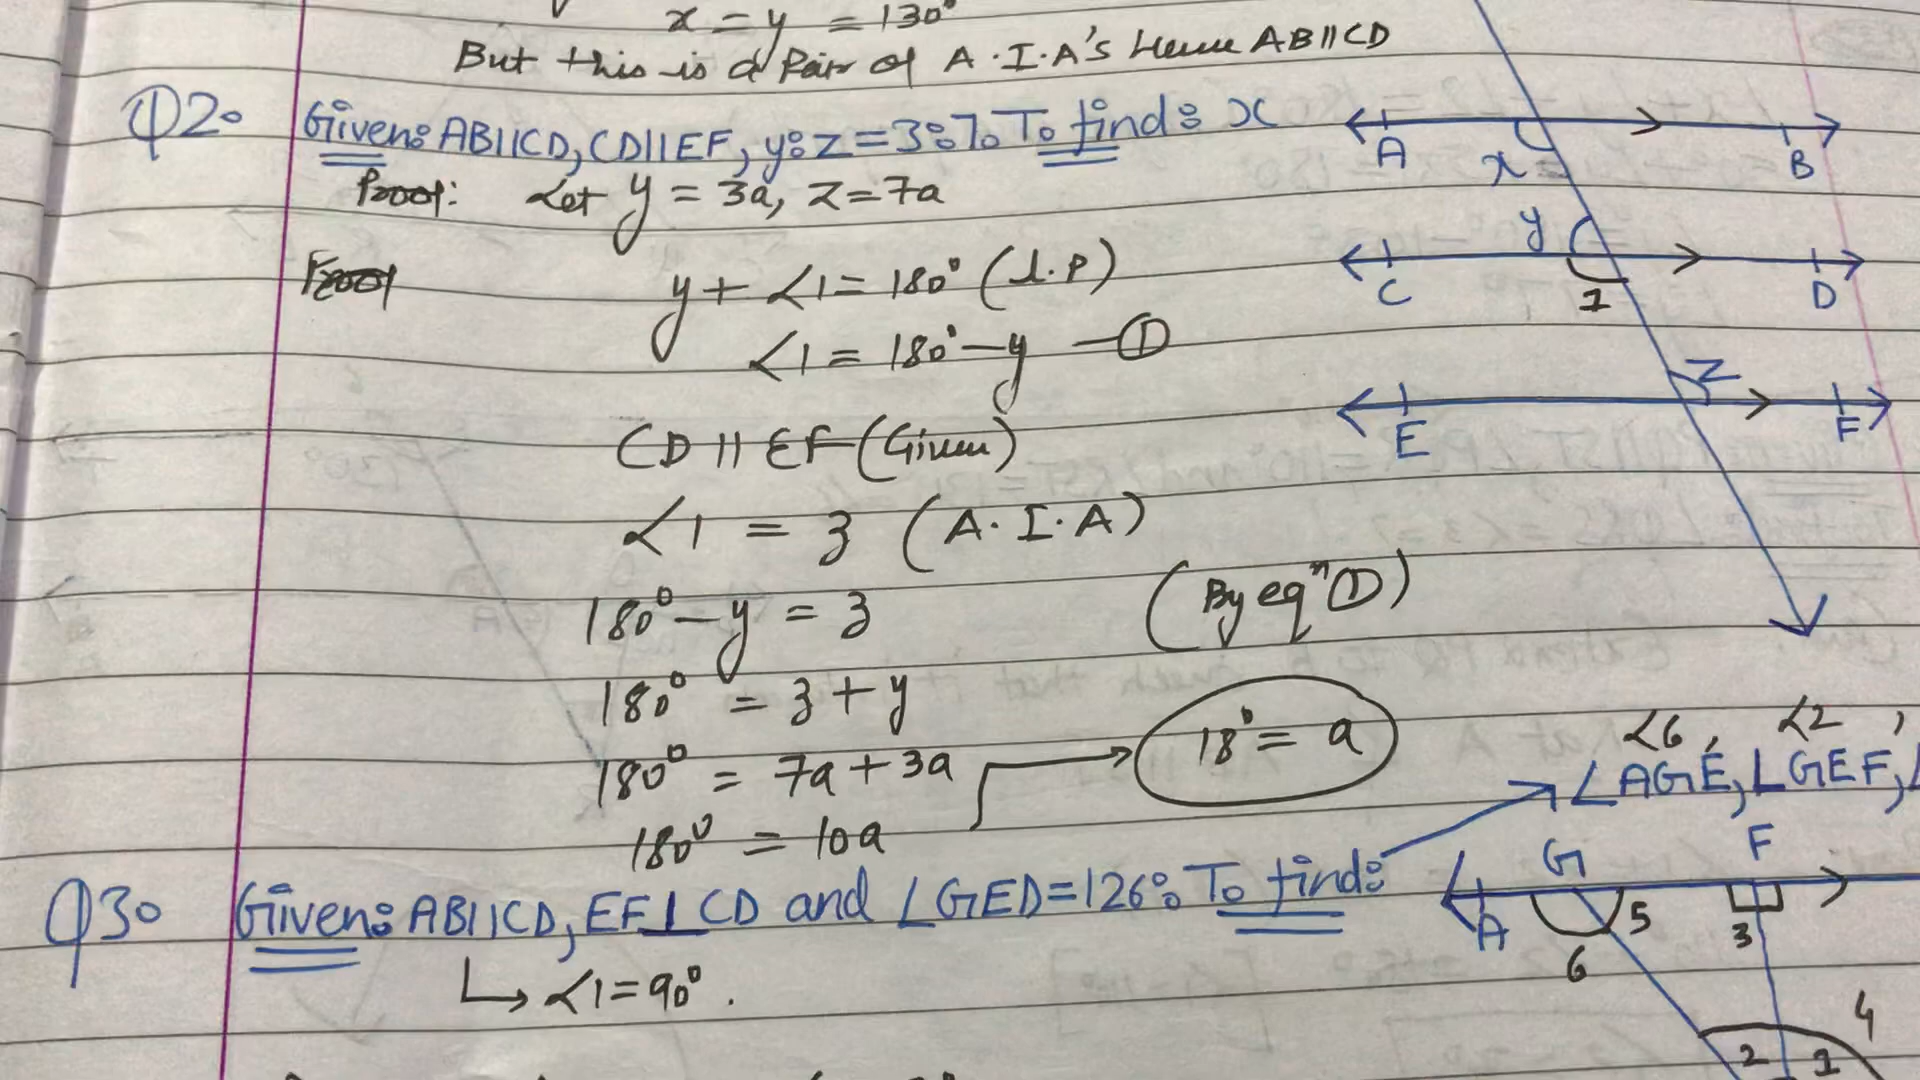 x = y = 130°
But this is a Pair of A.I.A's Hence AB||CD
Q2. Given: AB||CD, CD||EF, y:z=3:7. To find: x
Proof: Let y = 3a, z = 7a
y + ∠1 = 180° (L.P)
∠1 = 180° - y —①
CD || EF (Given)
∠1 = z (A.I.A)
180° - y = z (By eqⁿ ①)
180° = z + y
180° = 7a + 3a
180° = 10a → 18° = a
A x B
y
C 1 D
z
E F
Q3. Given: AB||CD, EF⊥CD and ∠GED=126°. To find:
↳ ∠1 = 90°.
∠6, ∠2,
∠AGE, ∠GEF, ∠
G F
A 5
6 3
4
2 1